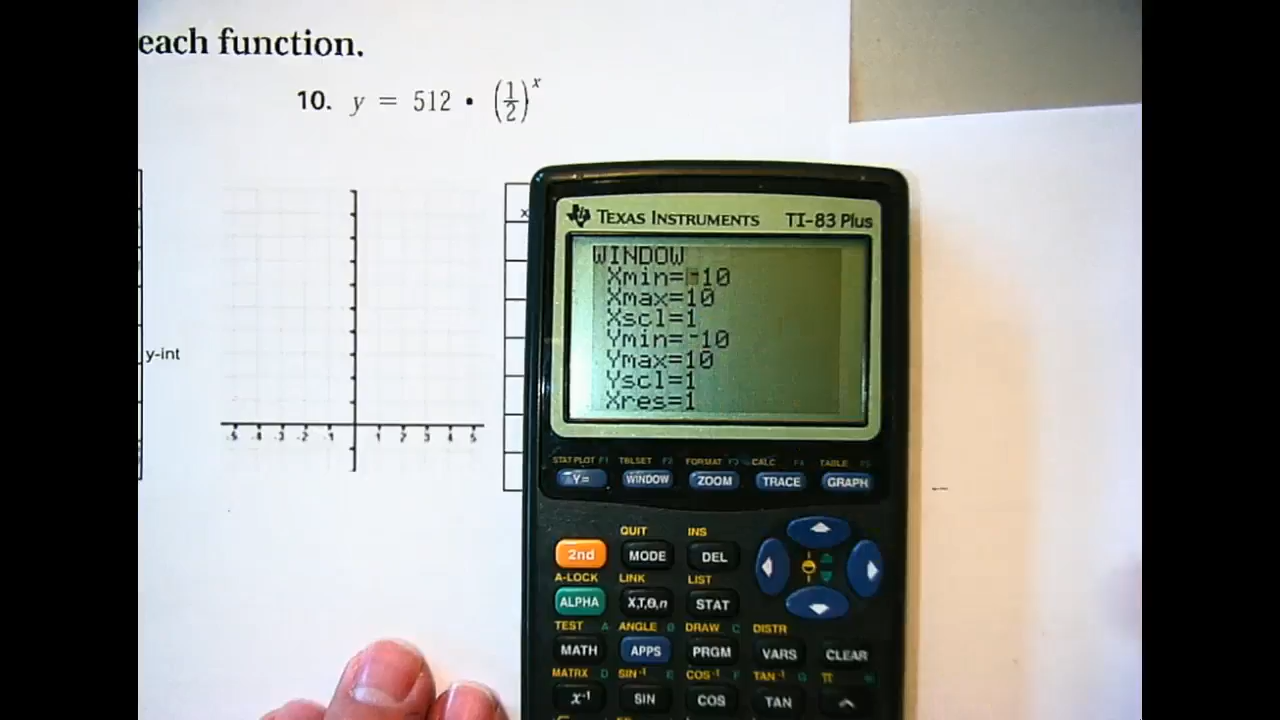 each function.
10. y = 512 • (1/2)^x
y-int
-5 -4 -3 -2 -1 1 2 3 4 5
x
TEXAS INSTRUMENTS TI-83 Plus
WINDOW
Xmin=-10
Xmax=10
Xscl=1
Ymin=-10
Ymax=10
Yscl=1
Xres=1
STAT PLOT F1 TBLSET F2 FORMAT F3 CALC F4 TABLE F5
Y= WINDOW ZOOM TRACE GRAPH
QUIT INS
2nd MODE DEL
A-LOCK LINK LIST
ALPHA X,T,θ,n STAT
TEST A ANGLE B DRAW C DISTR
MATH APPS PRGM VARS CLEAR
MATRX D SIN-1 E COS-1 F TAN-1 G π H
x-1 SIN COS TAN ^